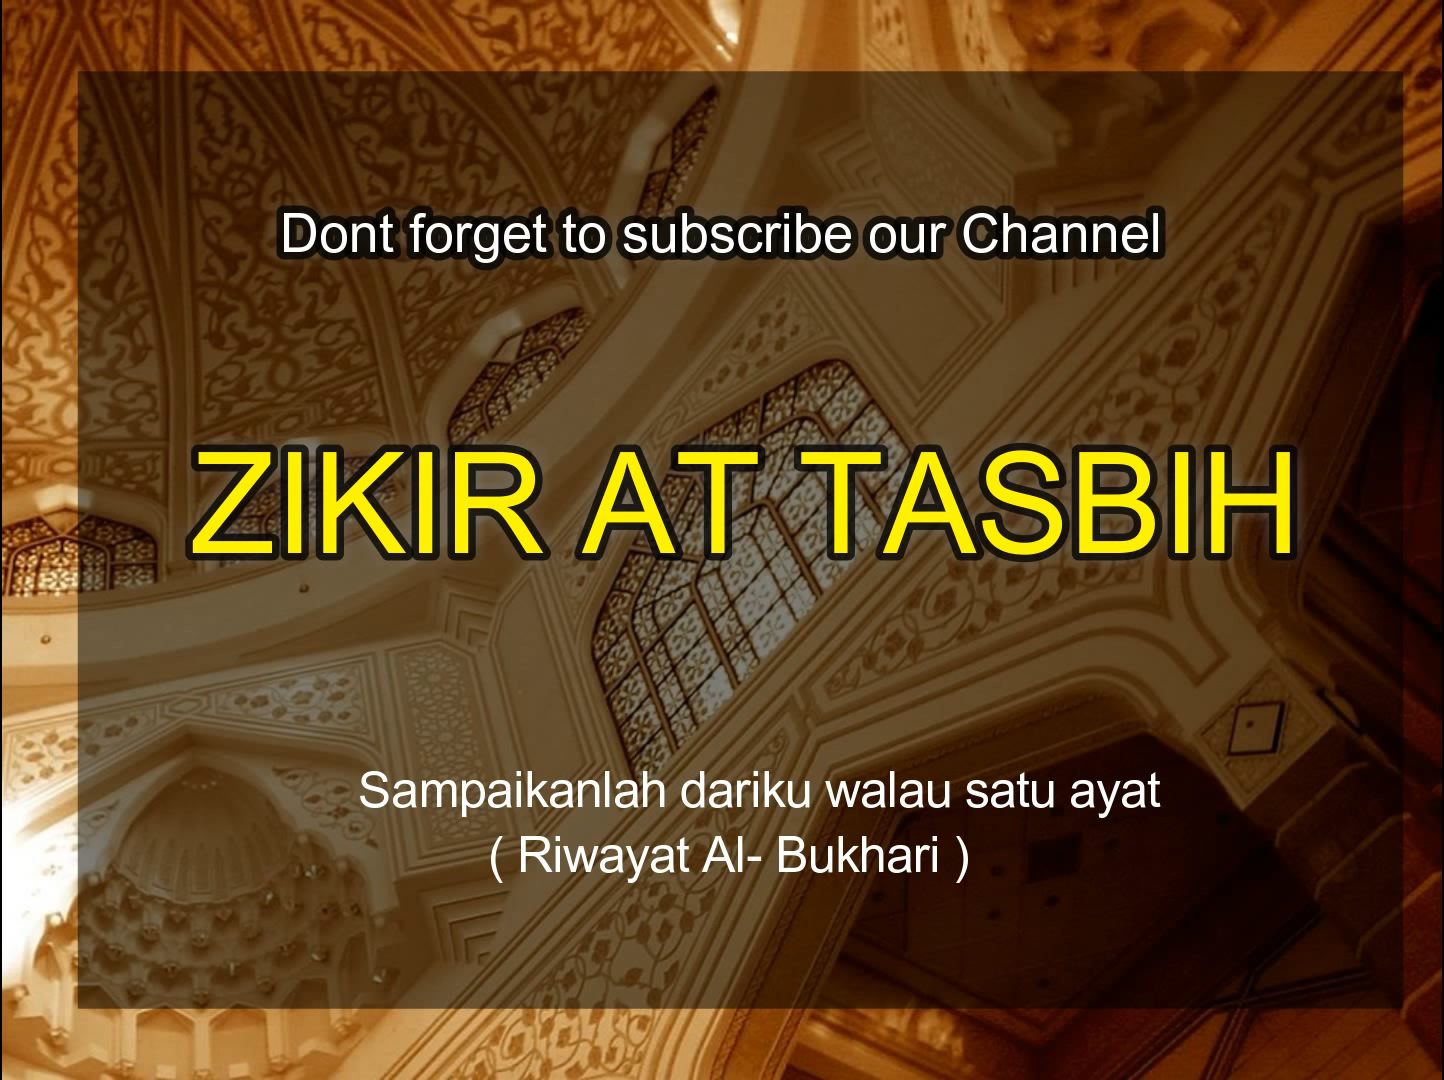 Dont forget to subscribe our Channel
ZIKIR AT TASBIH
Sampaikanlah dariku walau satu ayat
( Riwayat Al- Bukhari )